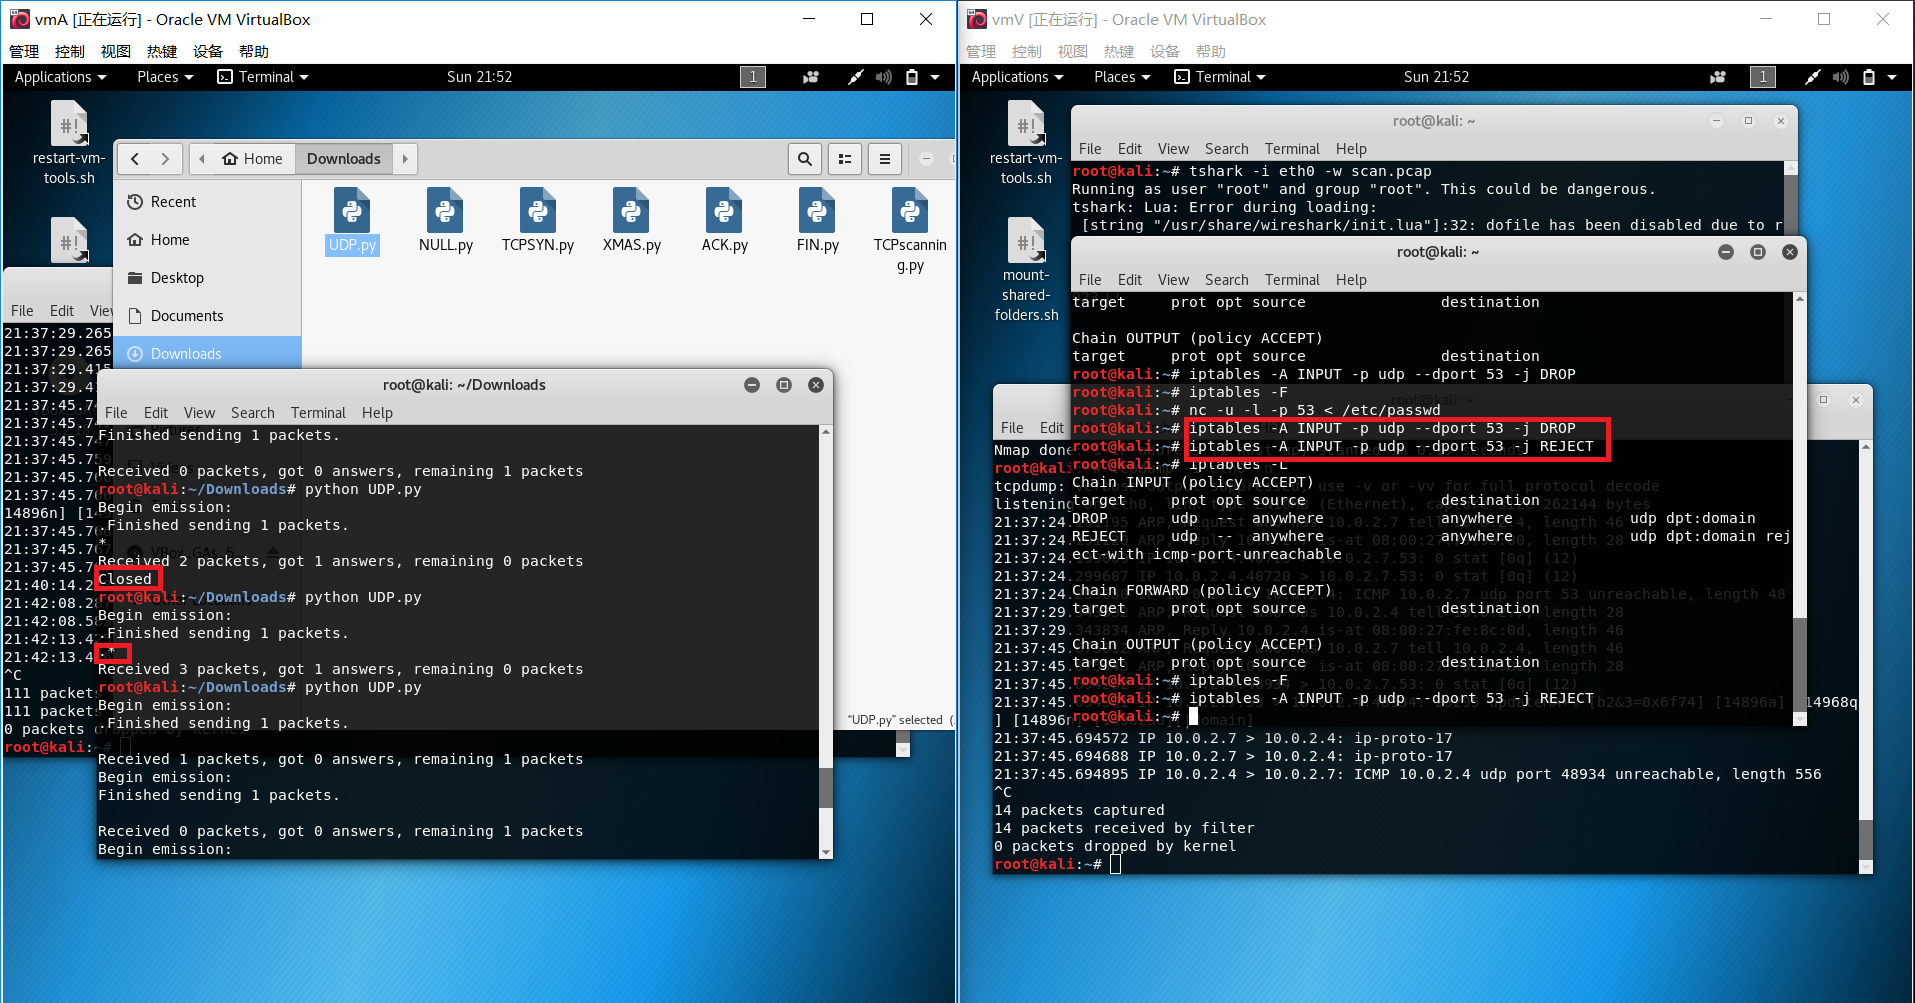 vmA [正在运行] - Oracle VM VirtualBox
管理 控制 视图 热键 设备 帮助
Applications Places Terminal Sun 21:52 1
restart-vm-
tools.sh
Home Downloads
Recent
Home
Desktop
Documents
Downloads
UDP.py NULL.py TCPSYN.py XMAS.py ACK.py FIN.py TCPscannin
g.py
"UDP.py" selected (
File Edit Vie
21:37:29.265
21:37:29.265
21:37:29.415
21:37:29.41
21:37:45.74
21:37:45.74
21:37:45.747
21:37:45.759
21:37:45.766
21:37:45.766
14896n] [149
21:37:45.766
21:37:45.767
21:37:45.7
21:40:14.2
21:42:08.287
21:42:08.58
21:42:13.42
21:42:13.4
^C
111 packets
111 packets
0 packets dropped by kernel
root@kali:~#
root@kali: ~/Downloads
File Edit View Search Terminal Help
Finished sending 1 packets.
Received 0 packets, got 0 answers, remaining 1 packets
root@kali:~/Downloads# python UDP.py
Begin emission:
.Finished sending 1 packets.
*
Received 2 packets, got 1 answers, remaining 0 packets
Closed
root@kali:~/Downloads# python UDP.py
Begin emission:
.Finished sending 1 packets.
.*
Received 3 packets, got 1 answers, remaining 0 packets
root@kali:~/Downloads# python UDP.py
Begin emission:
.Finished sending 1 packets.
Received 1 packets, got 0 answers, remaining 1 packets
Begin emission:
Finished sending 1 packets.
Received 0 packets, got 0 answers, remaining 1 packets
Begin emission:
vmV [正在运行] - Oracle VM VirtualBox
管理 控制 视图 热键 设备 帮助
Applications Places Terminal Sun 21:52 1
restart-vm-
tools.sh
mount-
shared-
folders.sh
root@kali: ~
File Edit View Search Terminal Help
root@kali:~# tshark -i eth0 -w scan.pcap
Running as user "root" and group "root". This could be dangerous.
tshark: Lua: Error during loading:
[string "/usr/share/wireshark/init.lua"]:32: dofile has been disabled due to r
root@kali: ~
File Edit View Search Terminal Help
target prot opt source destination
Chain OUTPUT (policy ACCEPT)
target prot opt source destination
root@kali:~# iptables -A INPUT -p udp --dport 53 -j DROP
root@kali:~# iptables -F
root@kali:~# nc -u -l -p 53 < /etc/passwd
root@kali:~# iptables -A INPUT -p udp --dport 53 -j DROP
root@kali:~# iptables -A INPUT -p udp --dport 53 -j REJECT
root@kali:~# iptables -L
Chain INPUT (policy ACCEPT)
target prot opt source destination
DROP udp -- anywhere anywhere udp dpt:domain
REJECT udp -- anywhere anywhere udp dpt:domain rej
ect-with icmp-port-unreachable
Chain FORWARD (policy ACCEPT)
target prot opt source destination
Chain OUTPUT (policy ACCEPT)
target prot opt source destination
root@kali:~# iptables -F
root@kali:~# iptables -A INPUT -p udp --dport 53 -j REJECT
root@kali:~#
File Edit
Nmap done:
root@kali:~#
tcpdump:
listening
21:37:24
21:37:24
21:37:24
21:37:24
21:37:24
21:37:29
21:37:29
21:37:45
21:37:45
21:37:45
21:37:45
] [14896n]
21:37:45.694572 IP 10.0.2.7 > 10.0.2.4: ip-proto-17
21:37:45.694688 IP 10.0.2.7 > 10.0.2.4: ip-proto-17
21:37:45.694895 IP 10.0.2.4 > 10.0.2.7: ICMP 10.0.2.4 udp port 48934 unreachable, length 556
^C
14 packets captured
14 packets received by filter
0 packets dropped by kernel
root@kali:~#